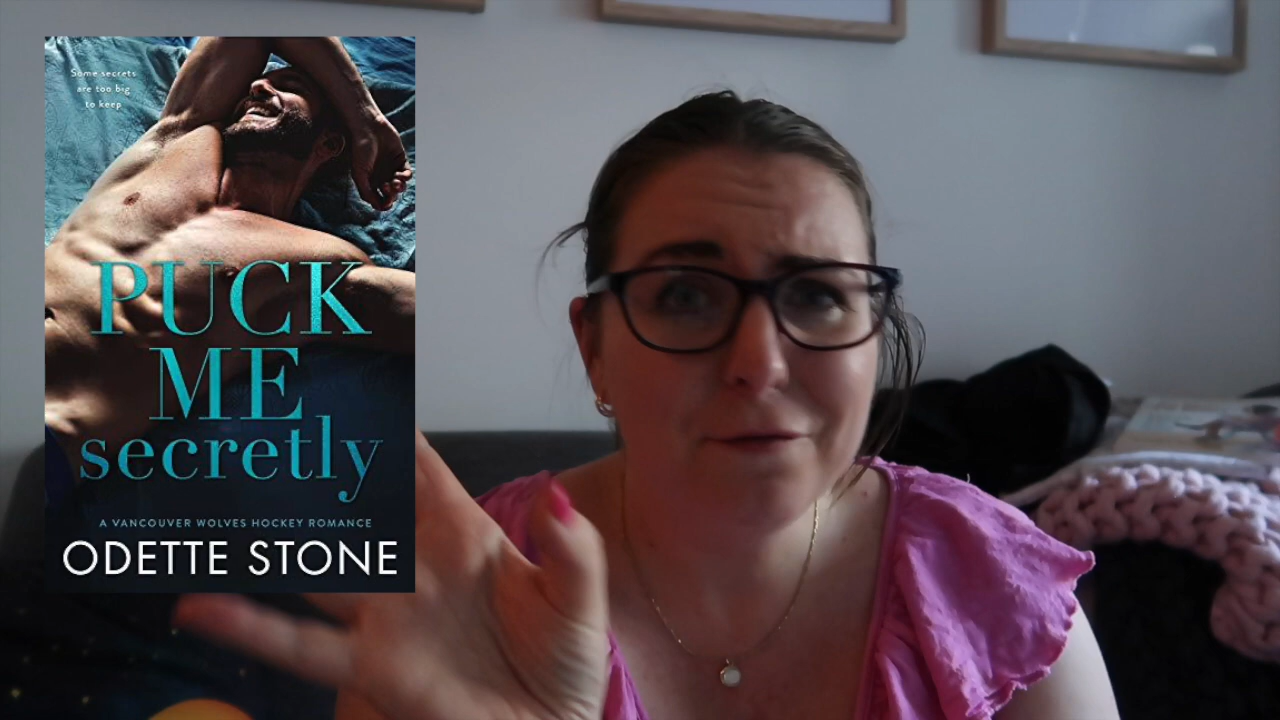 Some secrets
are too big
to keep
PUCK
ME
secretly
A VANCOUVER WOLVES HOCKEY ROMANCE
ODETTE STONE